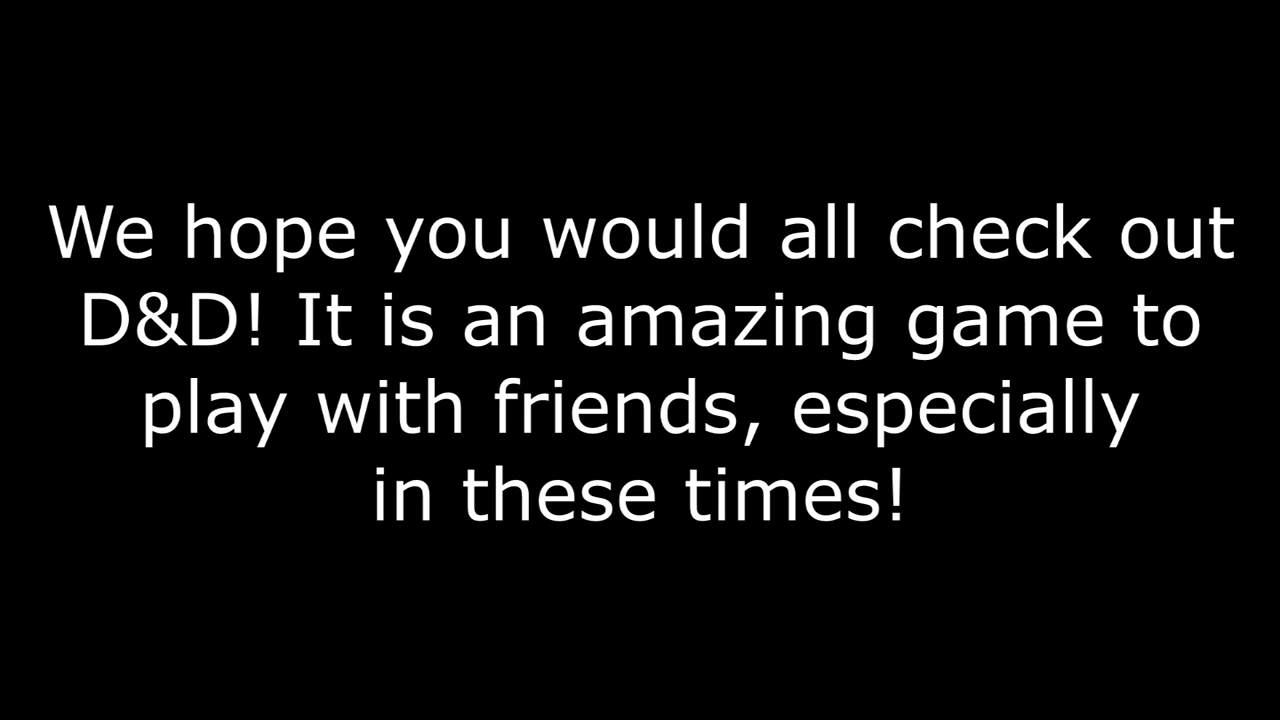 We hope you would all check out
D&D! It is an amazing game to
play with friends, especially
in these times!